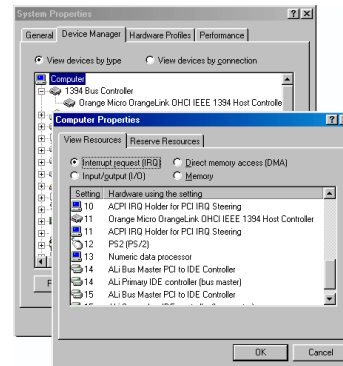 System Properties
General Device Manager Hardware Profiles Performance
View devices by type View devices by connection
Computer
1394 Bus Controller
Orange Micro OrangeLink OHCI IEEE 1394 Host Controlle
Computer Properties
View Resources Reserve Resources
Interrupt request (IRQ) Direct memory access (DMA)
Input/output (I/O) Memory
Setting Hardware using the setting
10 ACPI IRQ Holder for PCI IRQ Steering
11 Orange Micro OrangeLink OHCI IEEE 1394 Host Controller
11 ACPI IRQ Holder for PCI IRQ Steering
12 PS2 (PS/2)
13 Numeric data processor
14 ALi Bus Master PCI to IDE Controller
14 ALi Primary IDE controller (bus master)
15 ALi Bus Master PCI to IDE Controller
OK Cancel